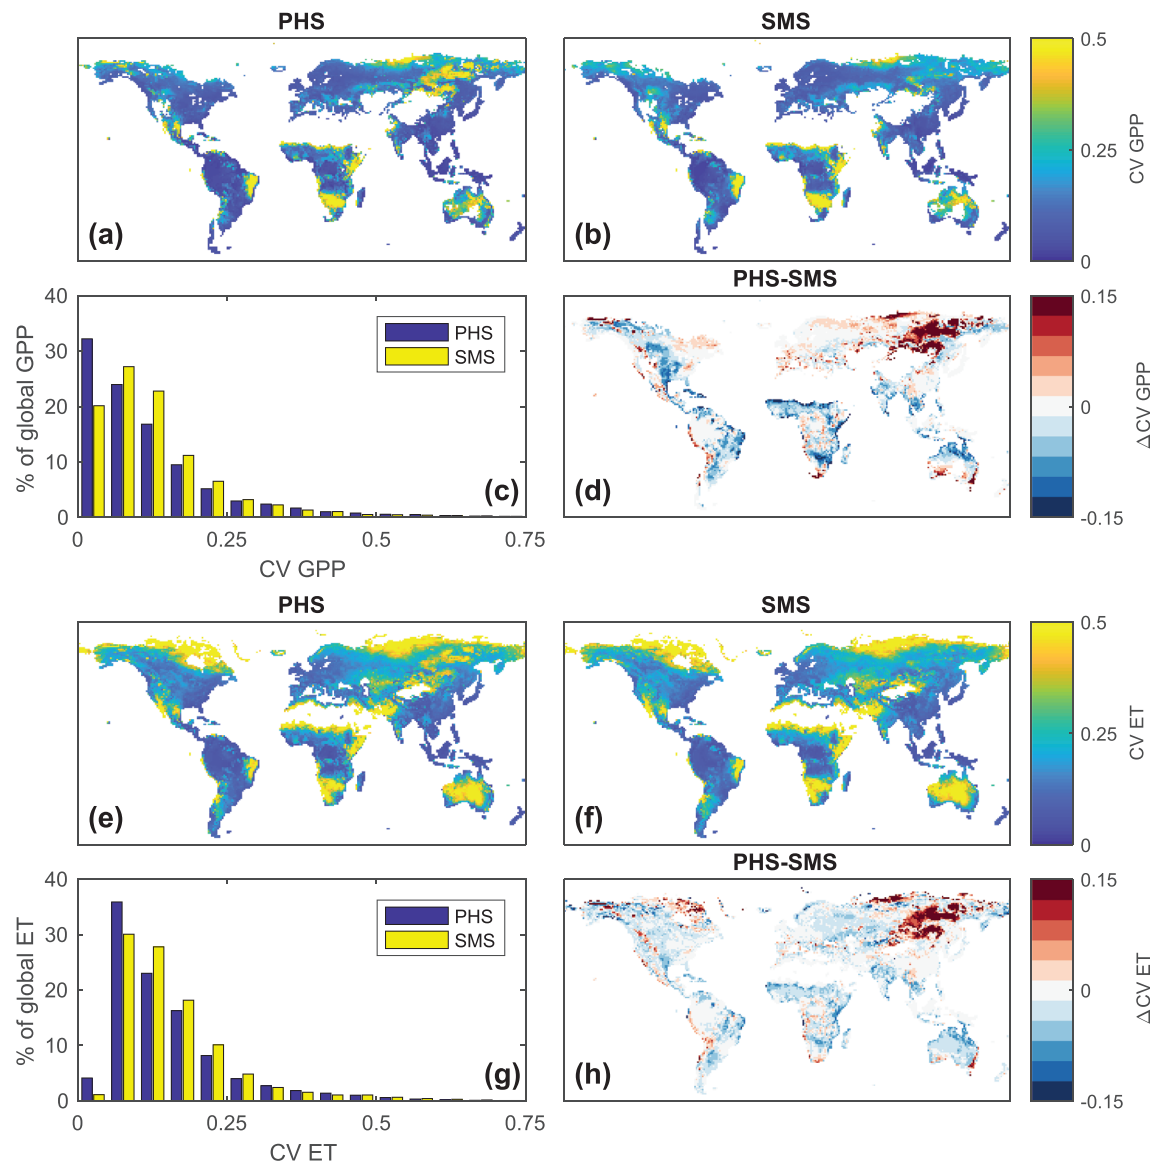 PHS
SMS
(a)
(b)
0.5
0.25
0
CV GPP
PHS-SMS
40
30
20
10
0
% of global GPP
PHS
SMS
(c)
0
0.25
0.5
0.75
CV GPP
(d)
0.15
0
-0.15
△CV GPP
PHS
SMS
(e)
(f)
0.5
0.25
0
CV ET
PHS-SMS
40
30
20
10
0
% of global ET
PHS
SMS
(g)
0
0.25
0.5
0.75
CV ET
(h)
0.15
0
-0.15
△CV ET